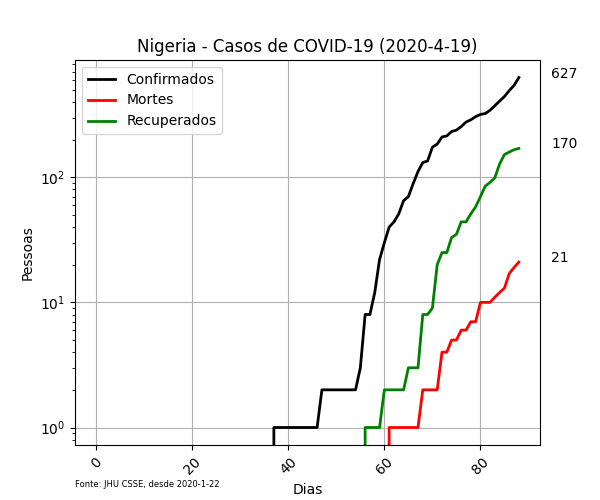 Nigeria - Casos de COVID-19 (2020-4-19)
Confirmados
Mortes
Recuperados
627
170
21
10²
10¹
10⁰
Pessoas
0
20
40
60
80
Fonte: JHU CSSE, desde 2020-1-22
Dias